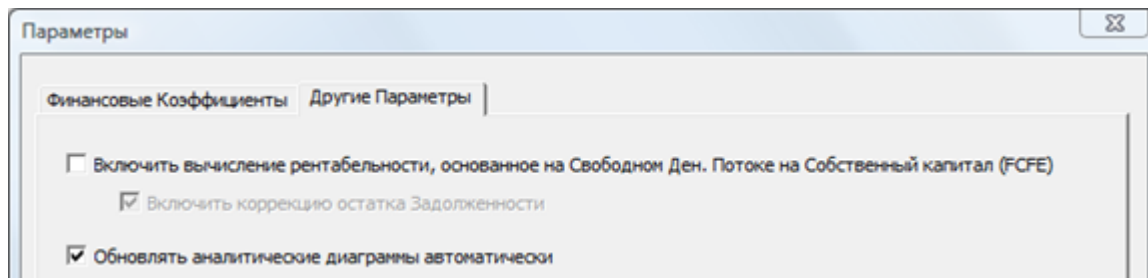 Параметры
Финансовые Коэффициенты Другие Параметры
Включить вычисление рентабельности, основанное на Свободном Ден. Потоке на Собственный капитал (FCFE)
Включить коррекцию остатка Задолженности
Обновлять аналитические диаграммы автоматически